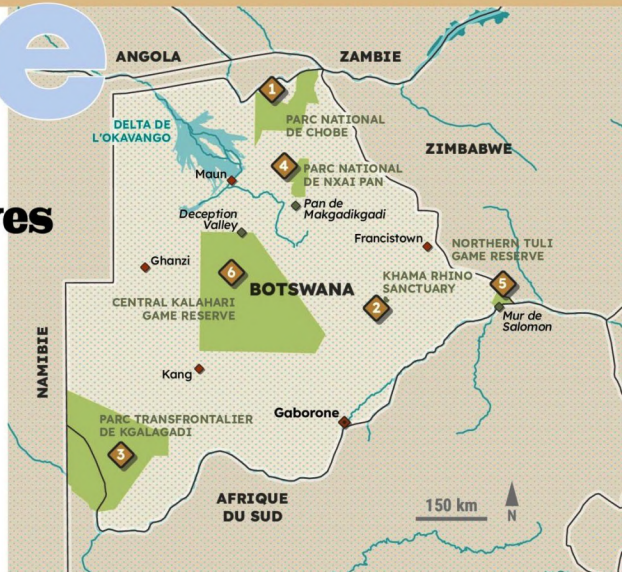 e
es
ANGOLA
ZAMBIE
1
PARC NATIONAL
DE CHOBE
DELTA DE
L'OKAVANGO
ZIMBABWE
4
PARC NATIONAL
DE NXAI PAN
Maun
Pan de
Makgadikgadi
Deception
Valley
Francistown
NORTHERN TULI
GAME RESERVE
Ghanzi
6
BOTSWANA
KHAMA RHINO
SANCTUARY
5
CENTRAL KALAHARI
GAME RESERVE
2
Mur de
Salomon
NAMIBIE
Kang
Gaborone
PARC TRANSFRONTALIER
DE KGALAGADI
3
AFRIQUE
DU SUD
150 km
N